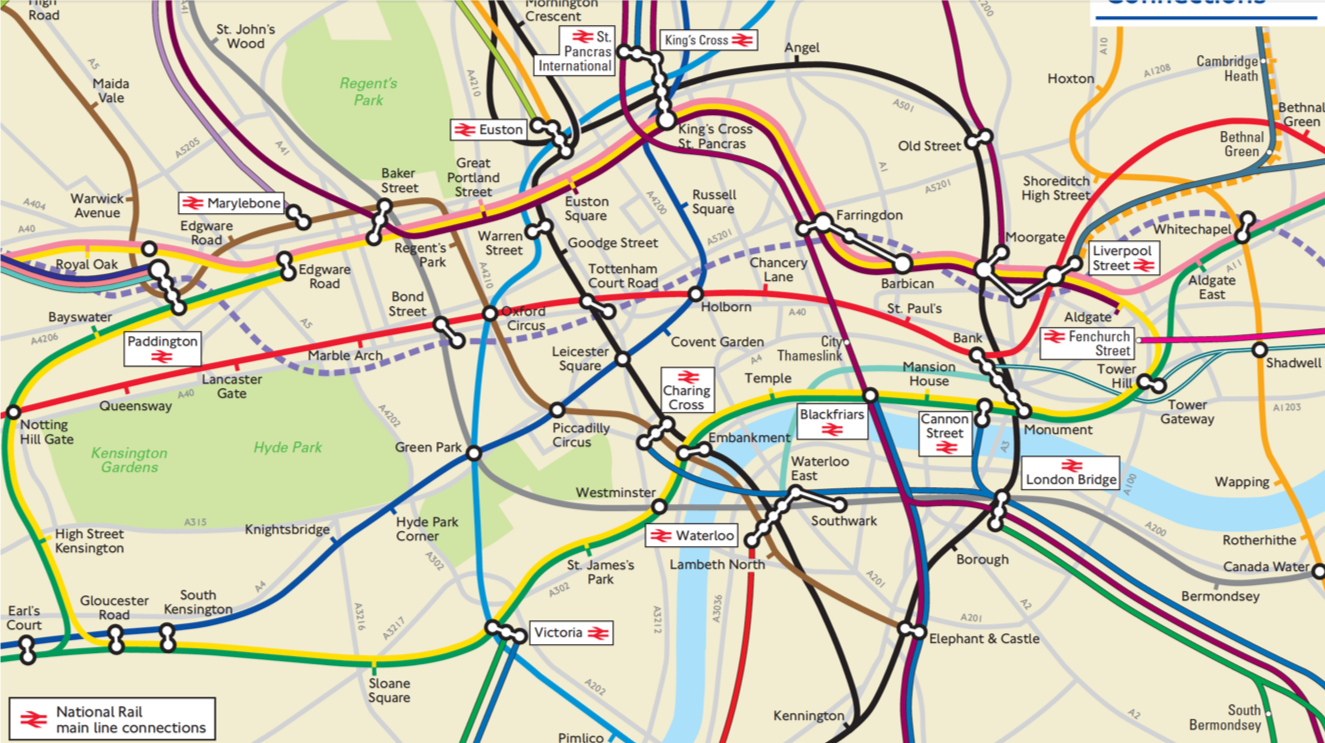 Connections
High
Road
Mornington
Crescent
St. John's
Wood
A41
A200
A10
A5
A4210
St.
Pancras
International
King's Cross
Angel
Hoxton
A1208
Cambridge
Heath
Maida
Vale
Regent's
Park
A501
Bethnal
Green
Bethnal
Green
Euston
King's Cross
St. Pancras
Old Street
A5205
A41
A1
Baker
Street
Great
Portland
Street
A5201
Shoreditch
High Street
Warwick
Avenue
Marylebone
Euston
Square
A4200
Russell
Square
Farringdon
A404
A40
Edgware
Road
Regent's
Park
Warren
Street
Goodge Street
A5201
Moorgate
Whitechapel
Royal Oak
Edgware
Road
Tottenham
Court Road
Chancery
Lane
Barbican
Liverpool
Street
A11
Aldgate
East
A4210
Bond
Street
Oxford
Circus
Holborn
A40
St. Paul's
Aldgate
Bayswater
A4206
A5
Paddington
Marble Arch
Leicester
Square
Covent Garden
A4
City
Thameslink
Bank
Fenchurch
Street
Shadwell
Lancaster
Gate
Queensway
A40
Charing
Cross
Temple
Mansion
House
Tower
Hill
Notting
Hill Gate
A4202
Piccadilly
Circus
Blackfriars
Cannon
Street
Monument
Tower
Gateway
A1203
Kensington
Gardens
Hyde Park
Green Park
Embankment
A3
London Bridge
A100
Waterloo
East
Westminster
Southwark
Wapping
A315
Knightsbridge
Hyde Park
Corner
High Street
Kensington
Waterloo
A200
Rotherhithe
A302
St. James's
Park
Lambeth North
Borough
Canada Water
A302
A201
Bermondsey
Earl's
Court
Gloucester
Road
South
Kensington
A4
A3216
A3217
A3212
A3036
A201
A2
Victoria
Elephant & Castle
Sloane
Square
A202
National Rail
main line connections
Kennington
A2
South
Bermondsey
Pimlico